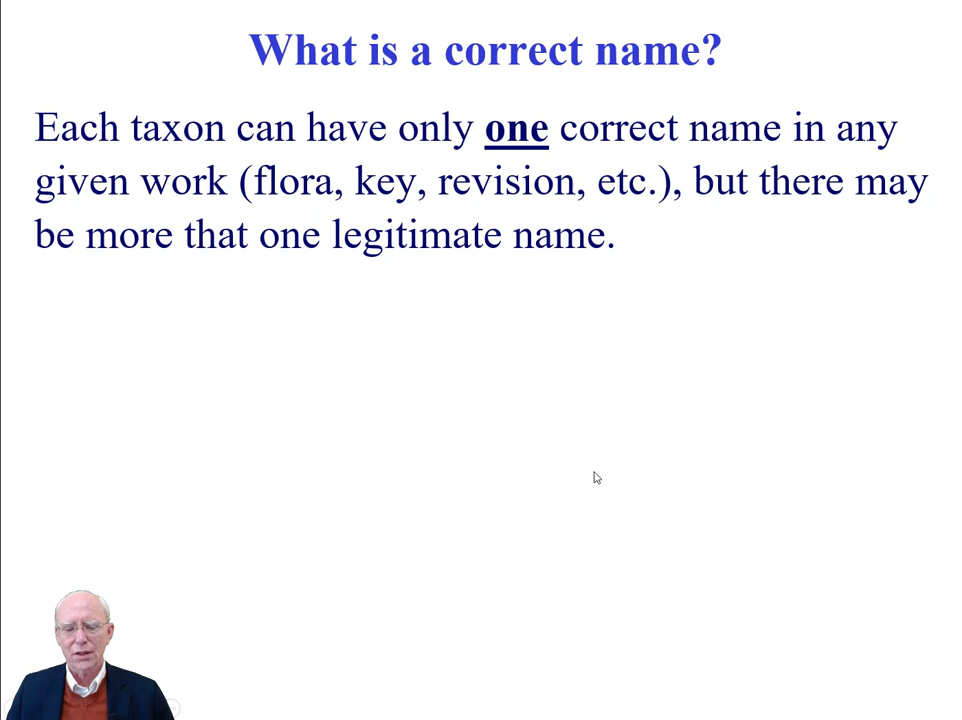 What is a correct name?
Each taxon can have only one correct name in any
given work (flora, key, revision, etc.), but there may
be more that one legitimate name.